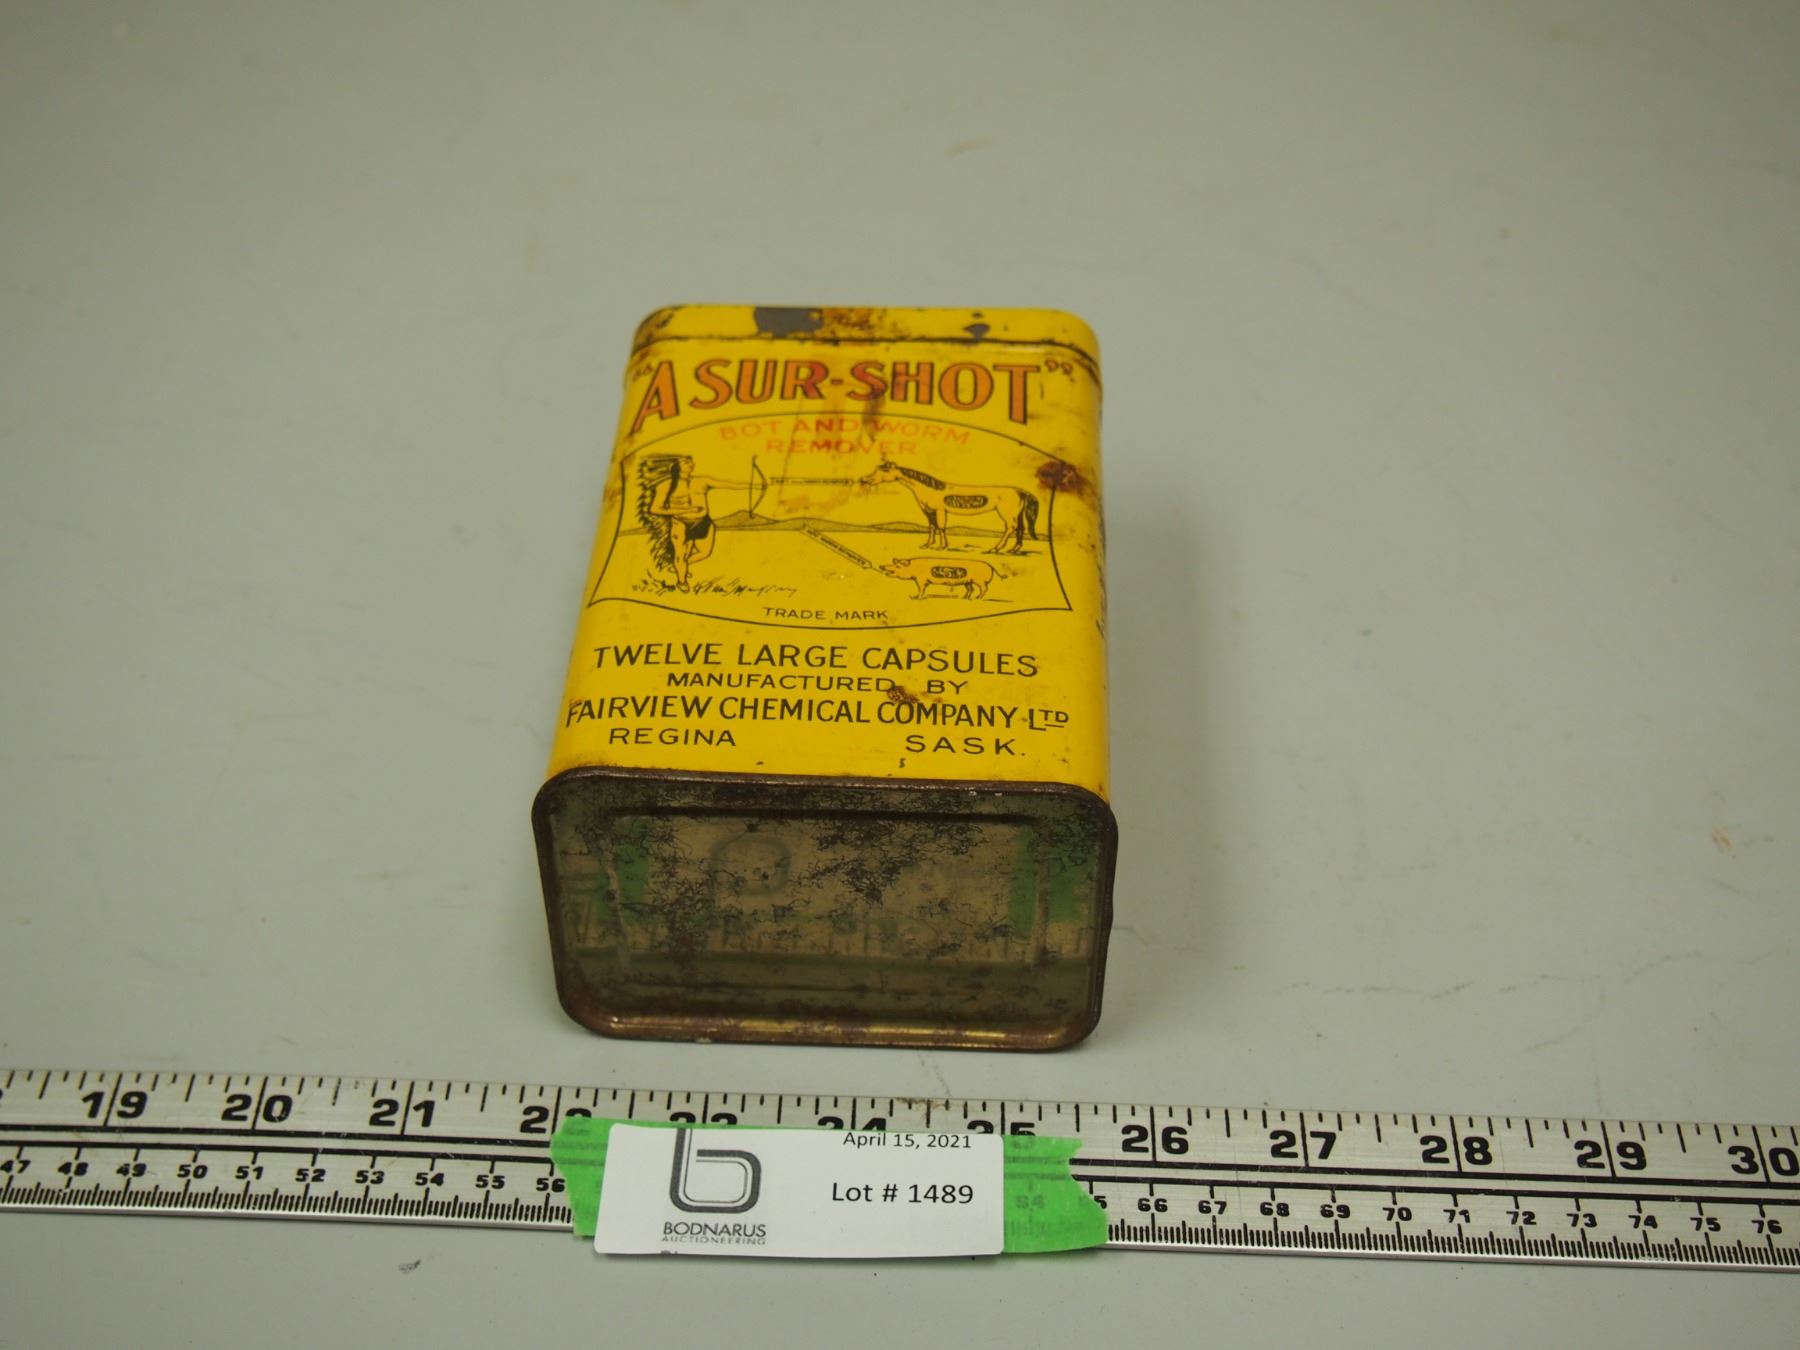 "A SUR-SHOT"
BOT AND WORM
REMOVER
TRADE MARK
TWELVE LARGE CAPSULES
MANUFACTURED BY
FAIRVIEW CHEMICAL COMPANY LTD
REGINA SASK.
19 20 21 22 23 24 25 26 27 28 29 30
47 48 49 50 51 52 53 54 55 56 64 65 66 67 68 69 70 71 72 73 74 75 76
April 15, 2021
Lot # 1489
BODNARUS
AUCTIONEERING